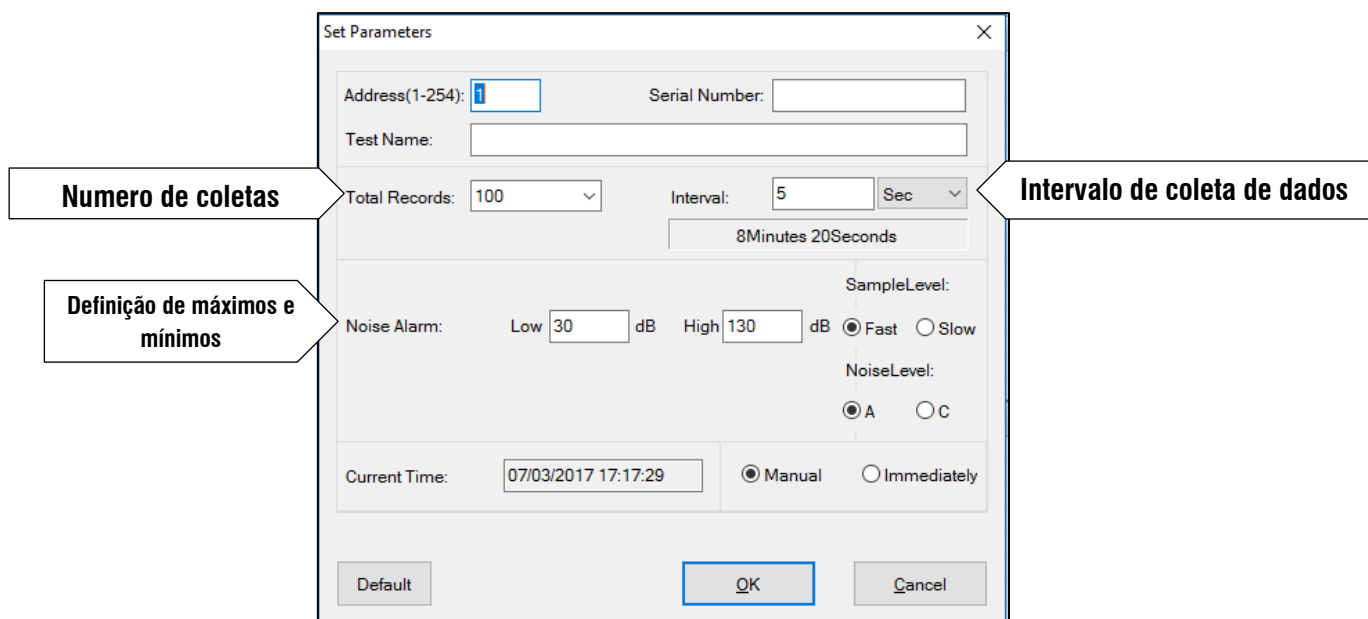 Set Parameters
Address(1-254): 1 Serial Number:
Test Name:
Numero de coletas
Total Records: 100 Interval: 5 Sec
Intervalo de coleta de dados
8Minutes 20Seconds
Definição de máximos e
mínimos
SampleLevel:
Noise Alarm: Low 30 dB High 130 dB Fast Slow
NoiseLevel:
A C
Current Time: 07/03/2017 17:17:29 Manual Immediately
Default OK Cancel